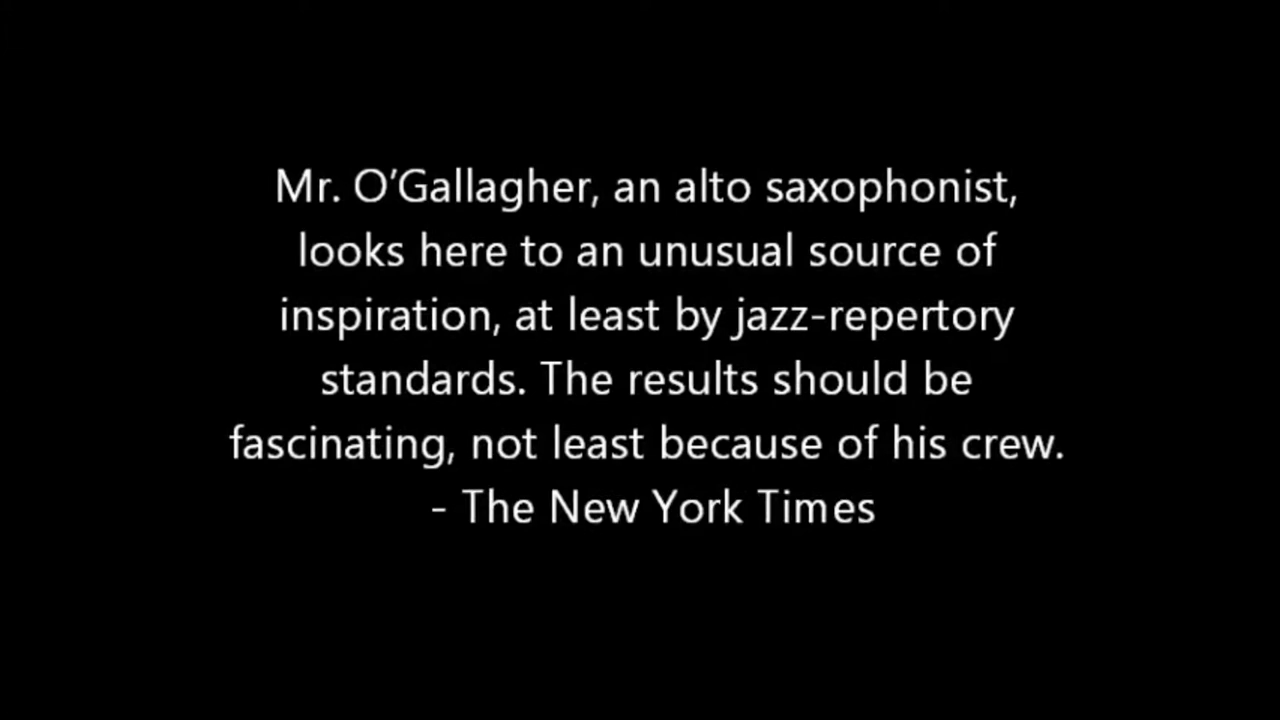 Mr. O’Gallagher, an alto saxophonist,
looks here to an unusual source of
inspiration, at least by jazz-repertory
standards. The results should be
fascinating, not least because of his crew.
- The New York Times